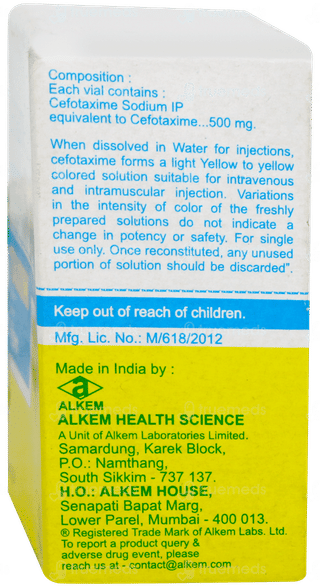 Composition :
Each vial contains :
Cefotaxime Sodium IP
equivalent to Cefotaxime...500 mg.
When dissolved in Water for injections,
cefotaxime forms a light Yellow to yellow
colored solution suitable for intravenous
and intramuscular injection. Variations
in the intensity of color of the freshly
prepared solutions do not indicate a
change in potency or safety. For single
use only. Once reconstituted, any unused
portion of solution should be discarded”.
Keep out of reach of children.
Mfg. Lic. No.: M/618/2012
Made in India by :
a
ALKEM
ALKEM HEALTH SCIENCE
A Unit of Alkem Laboratories Limited.
Samardung, Karek Block,
P.O.: Namthang,
South Sikkim - 737 137.
H.O.: ALKEM HOUSE,
Senapati Bapat Marg,
Lower Parel, Mumbai - 400 013.
® Registered Trade Mark of Alkem Labs. Ltd.
To report a product query &
adverse drug event, please
reach us at - contact@alkem.com